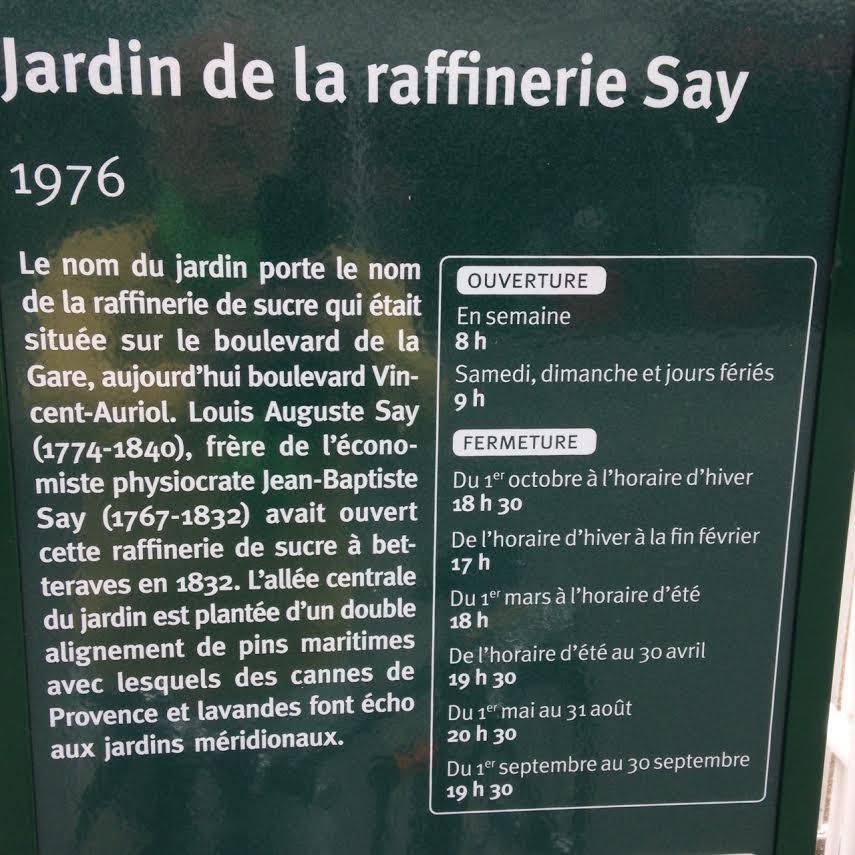 Jardin de la raffinerie Say
1976
Le nom du jardin porte le nom
de la raffinerie de sucre qui était
située sur le boulevard de la
Gare, aujourd'hui boulevard Vin-
cent-Auriol. Louis Auguste Say
(1774-1840), frère de l'écono-
miste physiocrate Jean-Baptiste
Say (1767-1832) avait ouvert
cette raffinerie de sucre à bet-
teraves en 1832. L'allée centrale
du jardin est plantée d'un double
alignement de pins maritimes
avec lesquels des cannes de
Provence et lavandes font écho
aux jardins méridionaux.
OUVERTURE
En semaine
8 h
Samedi, dimanche et jours fériés
9 h
FERMETURE
Du 1er octobre à l'horaire d'hiver
18 h 30
De l'horaire d'hiver à la fin février
17 h
Du 1er mars à l'horaire d'été
18 h
De l'horaire d'été au 30 avril
19 h 30
Du 1er mai au 31 août
20 h 30
Du 1er septembre au 30 septembre
19 h 30